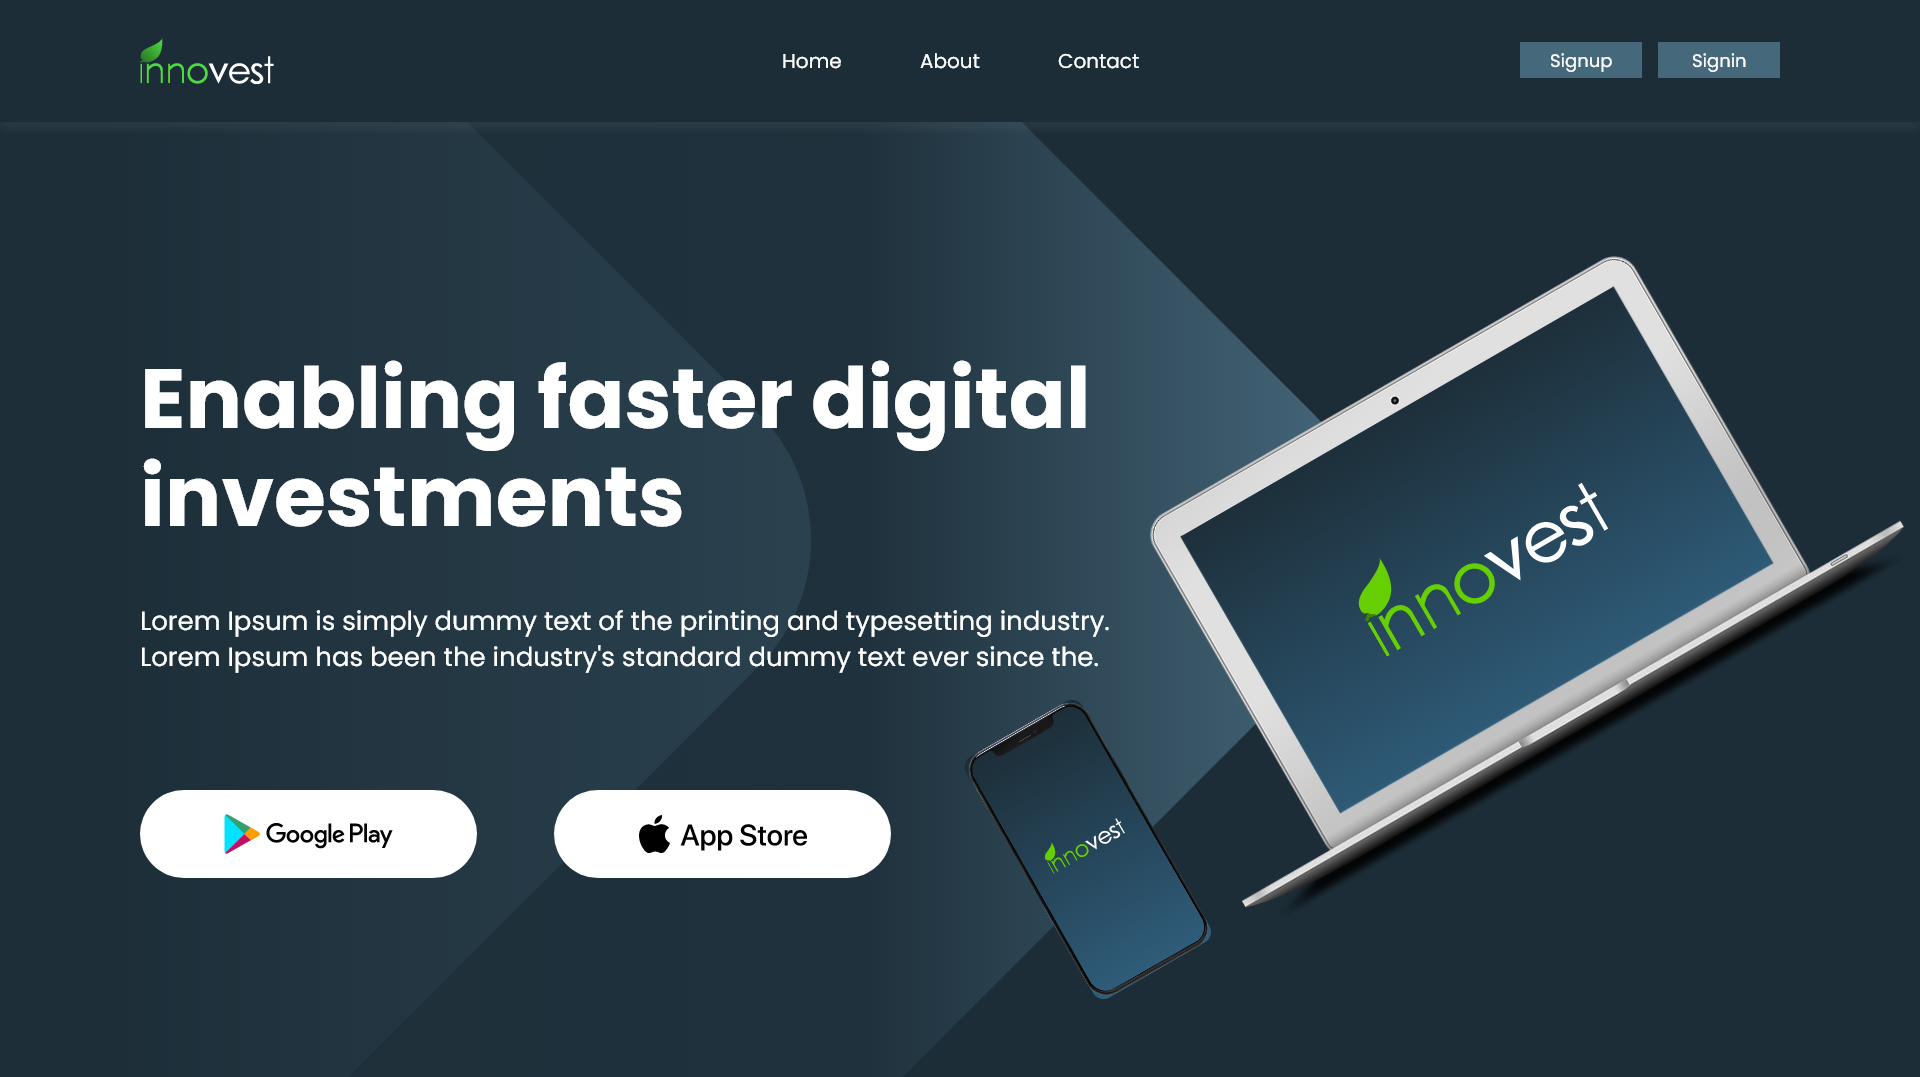 innovest
Home
About
Contact
Signup
Signin
Enabling faster digital
investments
Lorem Ipsum is simply dummy text of the printing and typesetting industry.
Lorem Ipsum has been the industry's standard dummy text ever since the.
Google Play
App Store
innovest
innovest